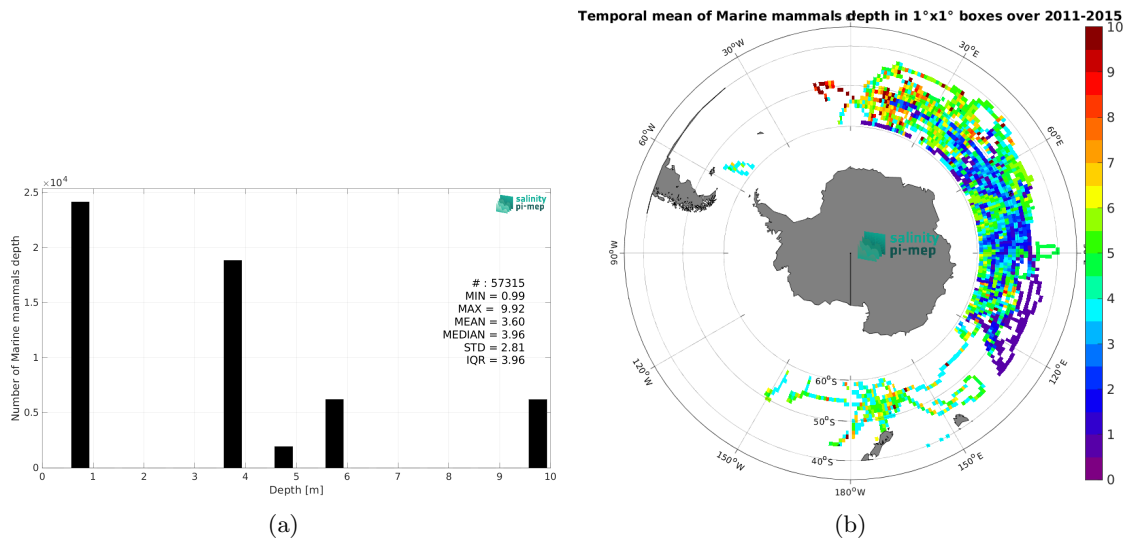 Temporal mean of Marine mammals depth in 1°x1° boxes over 2011-2015
×10⁴
2.5
2
1.5
1
0.5
0
Number of Marine mammals depth
salinity
pi-mep
# : 57315
MIN = 0.99
MAX = 9.92
MEAN = 3.60
MEDIAN = 3.96
STD = 2.81
IQR = 3.96
0 1 2 3 4 5 6 7 8 9 10
Depth [m]
(a)
30°W
30°E
60°W
60°E
90°W
120°W
120°E
150°W
150°E
180°W
60°S
50°S
40°S
salinity
pi-mep
10
9
8
7
6
5
4
3
2
1
0
(b)